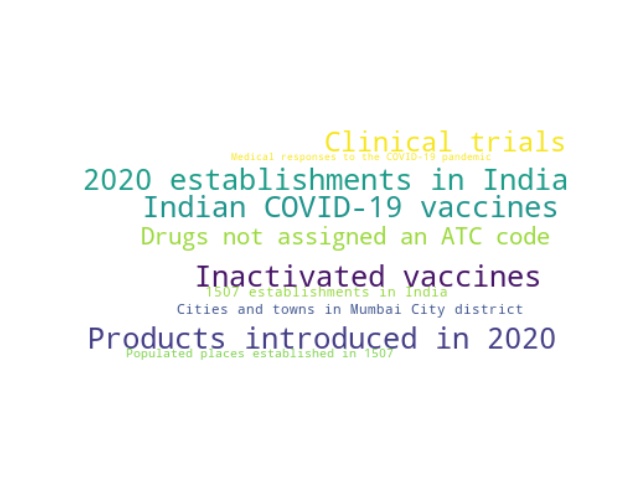 Clinical trials
Medical responses to the COVID-19 pandemic
2020 establishments in India
Indian COVID-19 vaccines
Drugs not assigned an ATC code
Inactivated vaccines
1507 establishments in India
Cities and towns in Mumbai City district
Products introduced in 2020
Populated places established in 1507